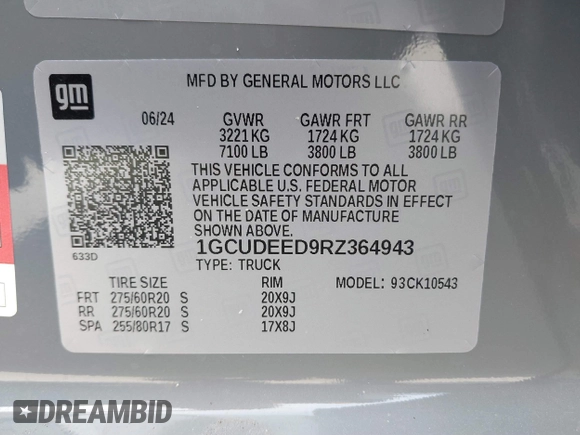 gm
MFD BY GENERAL MOTORS LLC
06/24 GVWR GAWR FRT GAWR RR
3221 KG 1724 KG 1724 KG
7100 LB 3800 LB 3800 LB
THIS VEHICLE CONFORMS TO ALL
APPLICABLE U.S. FEDERAL MOTOR
VEHICLE SAFETY STANDARDS IN EFFECT
ON THE DATE OF MANUFACTURE
633D
1GCUDEED9RZ364943
TYPE: TRUCK
TIRE SIZE RIM MODEL: 93CK10543
FRT 275/60R20 S 20X9J
RR 275/60R20 S 20X9J
SPA 255/80R17 S 17X8J
DREAMBID